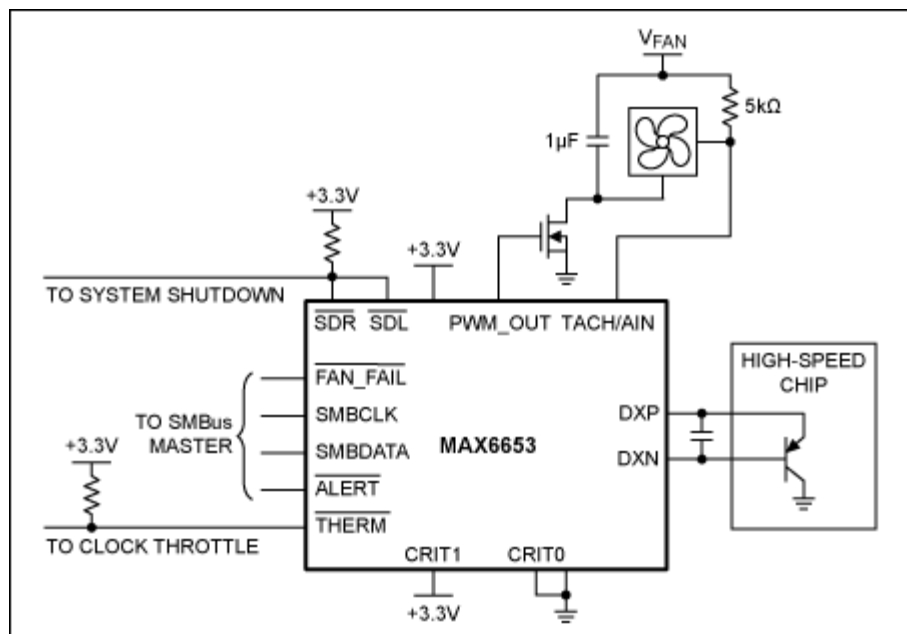 V_FAN
5kΩ
1µF
+3.3V
+3.3V
TO SYSTEM SHUTDOWN
SDR SDL PWM_OUT TACH/AIN
HIGH-SPEED
CHIP
FAN_FAIL
SMBCLK
SMBDATA
ALERT
THERM
TO SMBus
MASTER
MAX6653
DXP
DXN
+3.3V
TO CLOCK THROTTLE
CRIT1 CRIT0
+3.3V